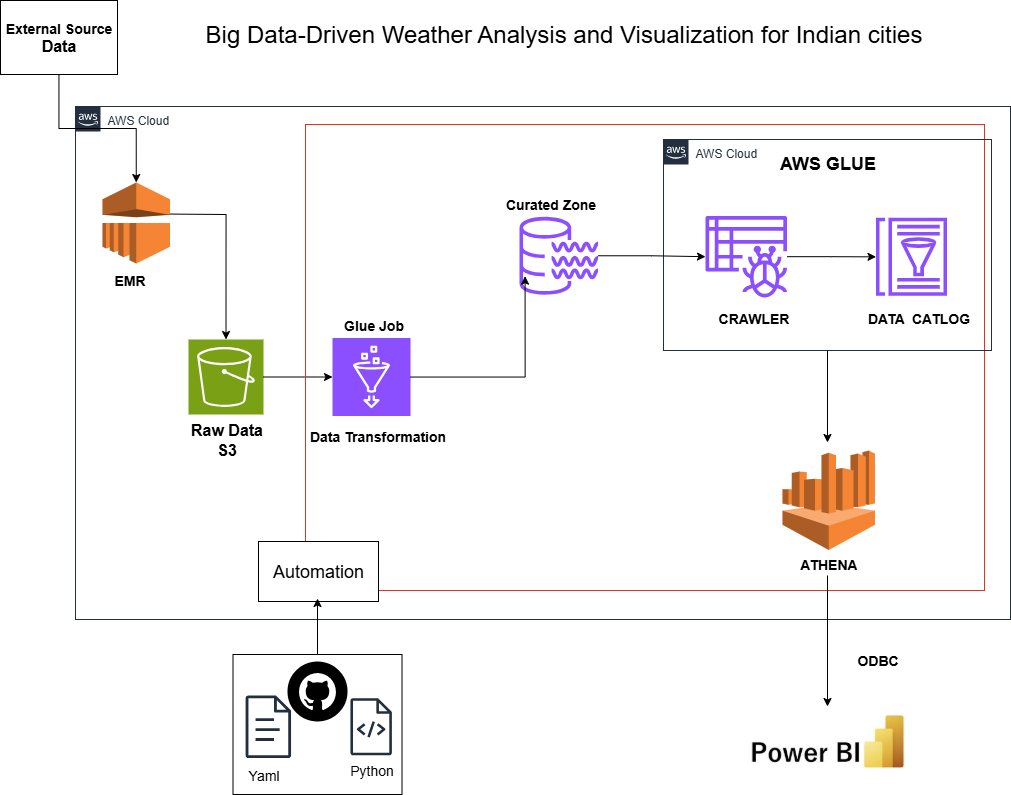 External Source
Data
Big Data-Driven Weather Analysis and Visualization for Indian cities
aws
AWS Cloud
aws
AWS Cloud
AWS GLUE
Curated Zone
EMR
CRAWLER
DATA CATLOG
Glue Job
Raw Data
S3
Data Transformation
ATHENA
Automation
ODBC
Yaml
Python
Power BI